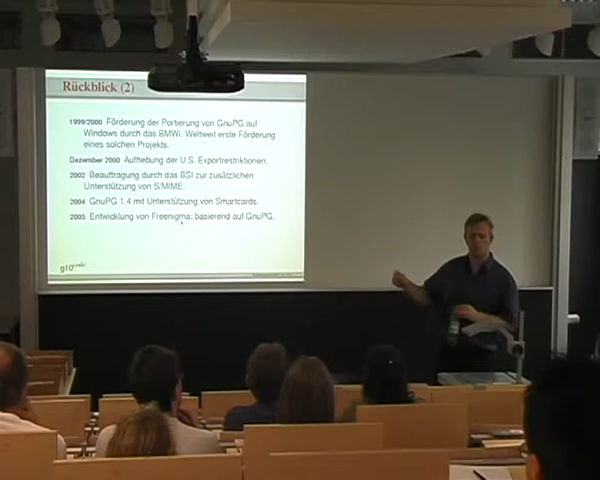 Rückblick (2)
1999/2000 Förderung der Portierung von GnuPG auf
Windows durch das BMWi. Weltweit erste Förderung
eines solchen Projekts.
Dezember 2000 Aufhebung der U.S. Exportrestriktionen.
2002 Beauftragung durch das BSI zur zusätzlichen
Unterstützung von S/MIME.
2004 GnuPG 1.4 mit Unterstützung von Smartcards.
2005 Entwicklung von Freenigma; basierend auf GnuPG.
g10code